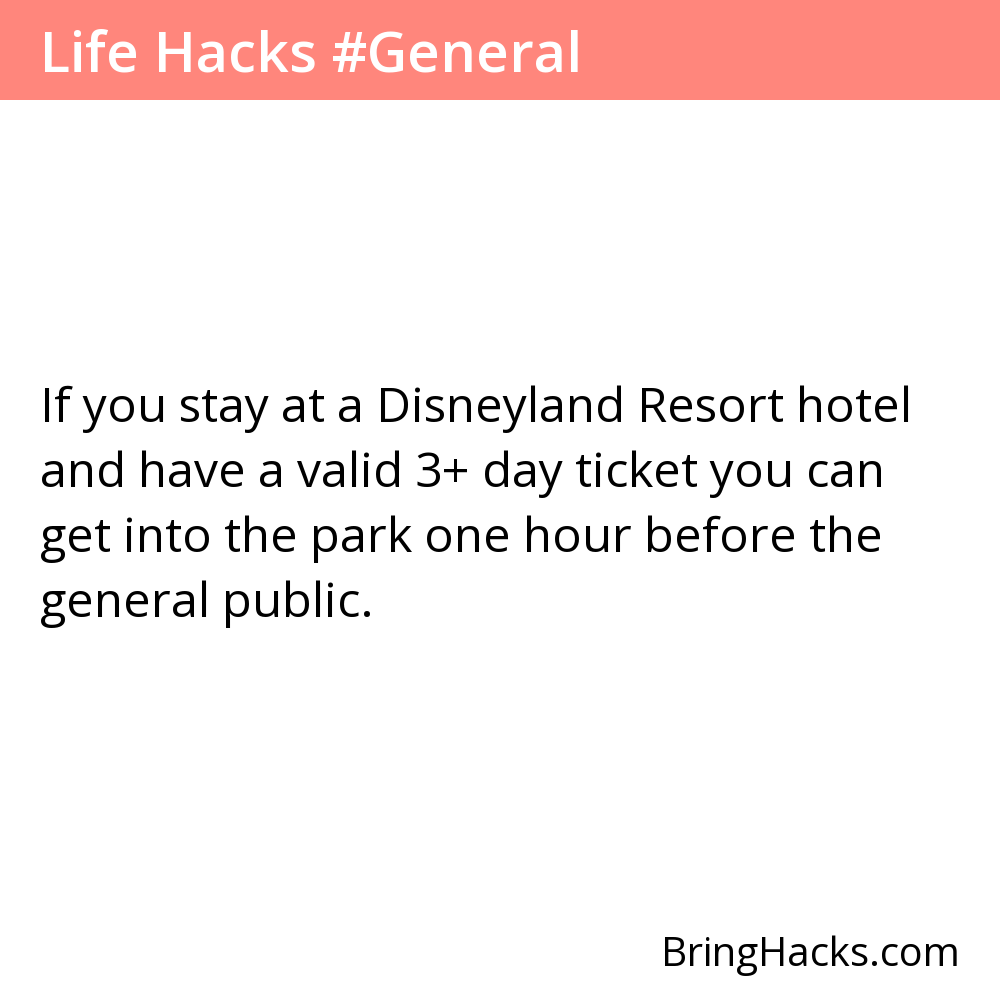 Life Hacks #General
If you stay at a Disneyland Resort hotel
and have a valid 3+ day ticket you can
get into the park one hour before the
general public.
BringHacks.com